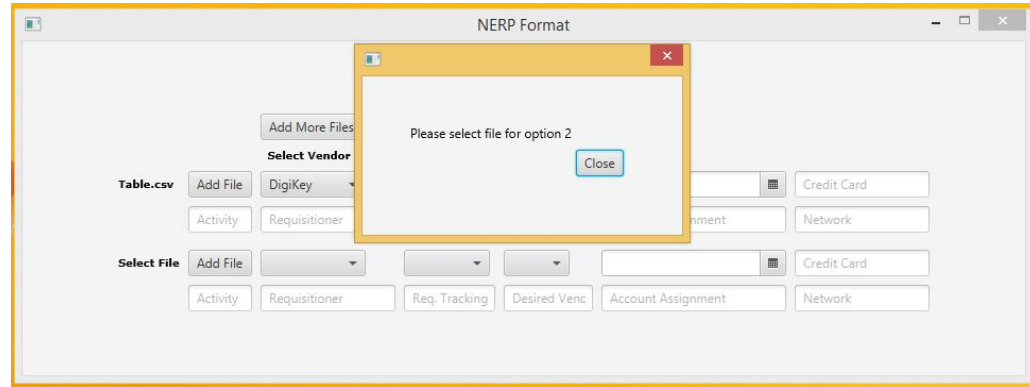 NERP Format
Add More Files
Please select file for option 2
Select Vendor
Close
Table.csv Add File DigiKey Credit Card
Activity Requisitioner nment Network
Select File Add File Credit Card
Activity Requisitioner Req. Tracking Desired Venc Account Assignment Network